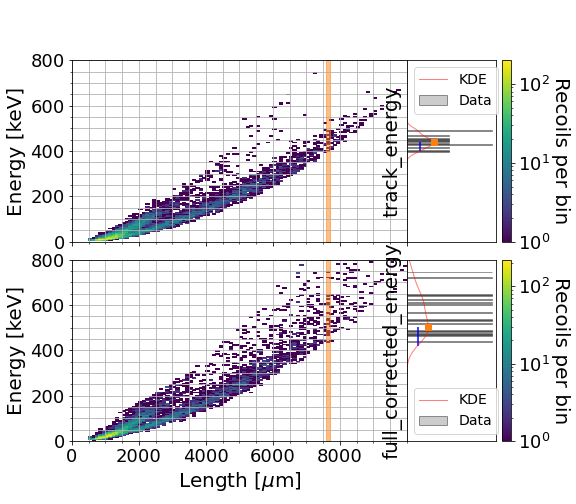 800
600
400
200
0
Energy [keV]
track_energy
KDE
Data
10²
10¹
10⁰
Recoils per bin
800
600
400
200
0
Energy [keV]
0
2000
4000
6000
8000
Length [μm]
full_corrected_energy
KDE
Data
10²
10¹
10⁰
Recoils per bin